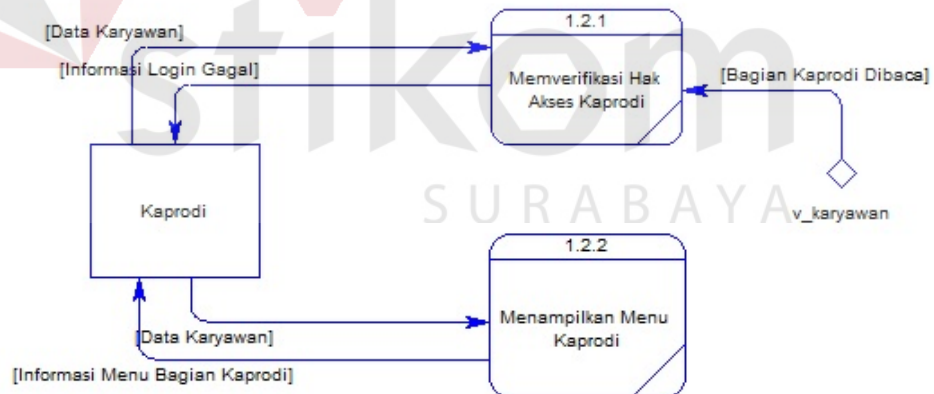 [Data Karyawan]
[Informasi Login Gagal]
1.2.1
Memverifikasi Hak
Akses Kaprodi
[Bagian Kaprodi Dibaca]
v_karyawan
Kaprodi
stikom
SURABAYA
1.2.2
Menampilkan Menu
Kaprodi
[Data Karyawan]
[Informasi Menu Bagian Kaprodi]